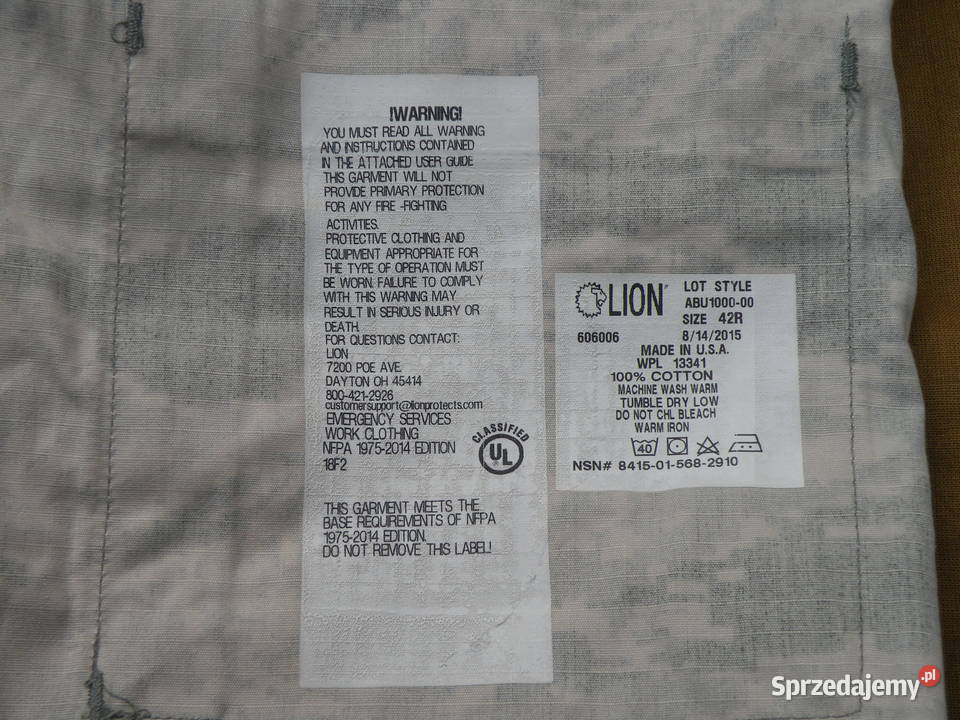 !WARNING!
YOU MUST READ ALL WARNING
AND INSTRUCTIONS CONTAINED
IN THE ATTACHED USER GUIDE
THIS GARMENT WILL NOT
PROVIDE PRIMARY PROTECTION
FOR ANY FIRE -FIGHTING
ACTIVITIES.
PROTECTIVE CLOTHING AND
EQUIPMENT APPROPRIATE FOR
THE TYPE OF OPERATION MUST
BE WORN. FAILURE TO COMPLY
WITH THIS WARNING MAY
RESULT IN SERIOUS INJURY OR
DEATH.
FOR QUESTIONS CONTACT:
LION
7200 POE AVE.
DAYTON OH 45414
800-421-2926
customersupport@lionprotects.com
EMERGENCY SERVICES
WORK CLOTHING
NFPA 1975-2014 EDITION
18F2
CLASSIFIED
UL
THIS GARMENT MEETS THE
BASE REQUIREMENTS OF NFPA
1975-2014 EDITION.
DO NOT REMOVE THIS LABEL!
LION
LOT STYLE
ABU1000-00
SIZE 42R
606006 8/14/2015
MADE IN U.S.A.
WPL 13341
100% COTTON
MACHINE WASH WARM
TUMBLE DRY LOW
DO NOT CHL BLEACH
WARM IRON
40
NSN# 8415-01-568-2910
Sprzedajemy.pl